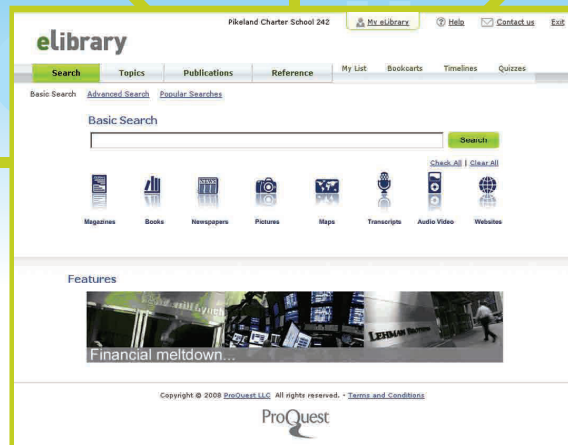 Pikeland Charter School 242
My eLibrary
Help
Contact us
Exit
elibrary
Search
Topics
Publications
Reference
My List
Bookcarts
Timelines
Quizzes
Basic Search
Advanced Search
Popular Searches
Basic Search
Search
Check All | Clear All
Magazines
Books
Newspapers
Pictures
Maps
Transcripts
Audio Video
Websites
Features
LEHMAN BROTHERS
Financial meltdown...
Copyright © 2008 ProQuest LLC All rights reserved. - Terms and Conditions
ProQuest